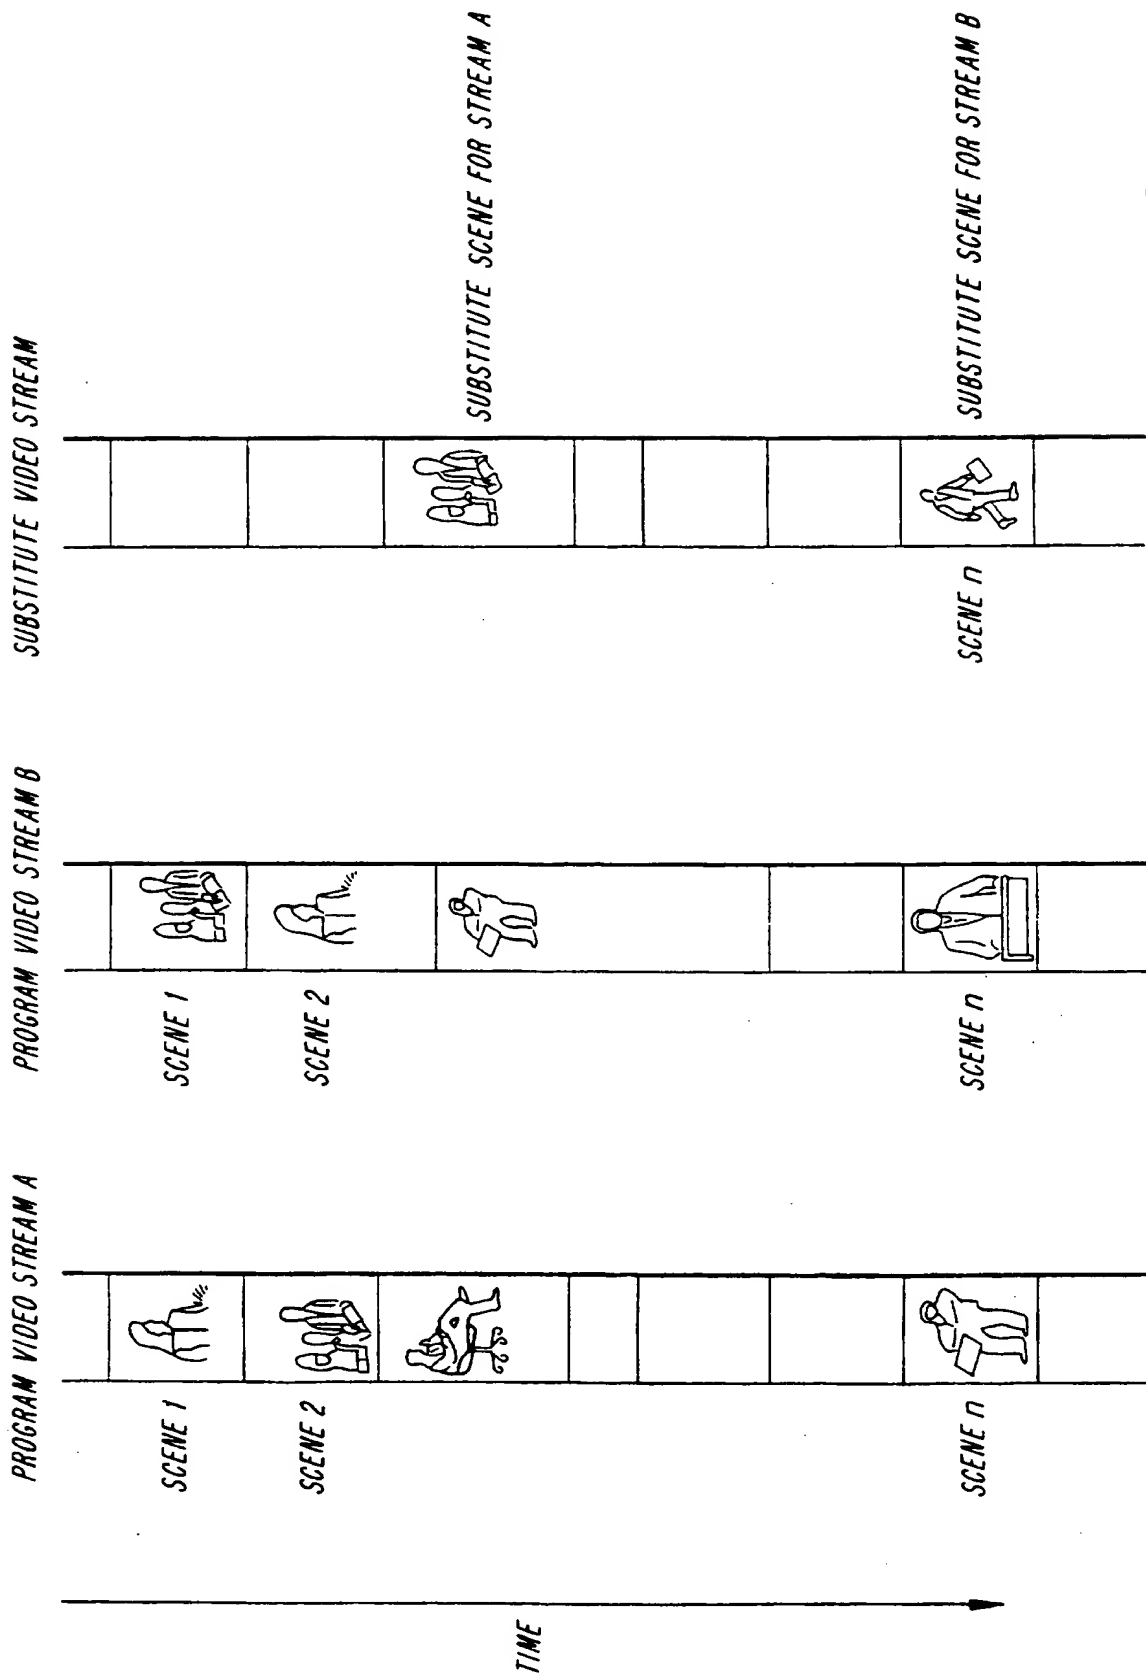 PROGRAM VIDEO STREAM A
PROGRAM VIDEO STREAM B
SUBSTITUTE VIDEO STREAM
SCENE 1
SCENE 1
SCENE 2
SCENE 2
SUBSTITUTE SCENE FOR STREAM A
TIME
SCENE n
SCENE n
SCENE n
SUBSTITUTE SCENE FOR STREAM B